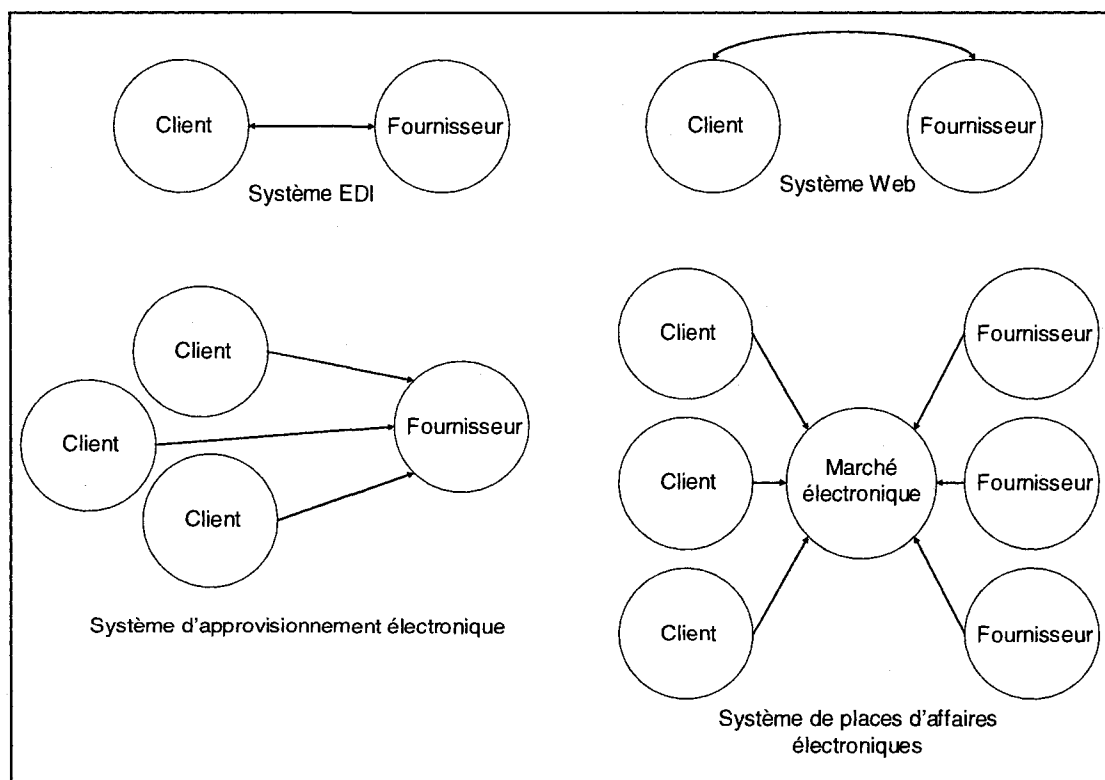 Client
Fournisseur
Système EDI
Client
Fournisseur
Système Web
Client
Client
Client
Fournisseur
Système d'approvisionnement électronique
Client
Client
Client
Marché
électronique
Fournisseur
Fournisseur
Fournisseur
Système de places d'affaires
électroniques